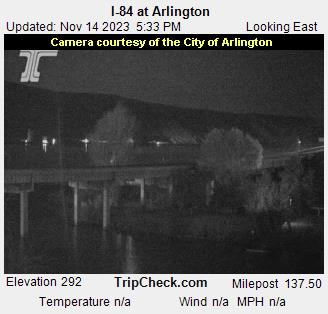 I-84 at Arlington
Updated: Nov 14 2023 5:33 PM Looking East
Camera courtesy of the City of Arlington
Elevation 292 TripCheck.com Milepost 137.50
Temperature n/a Wind n/a MPH n/a